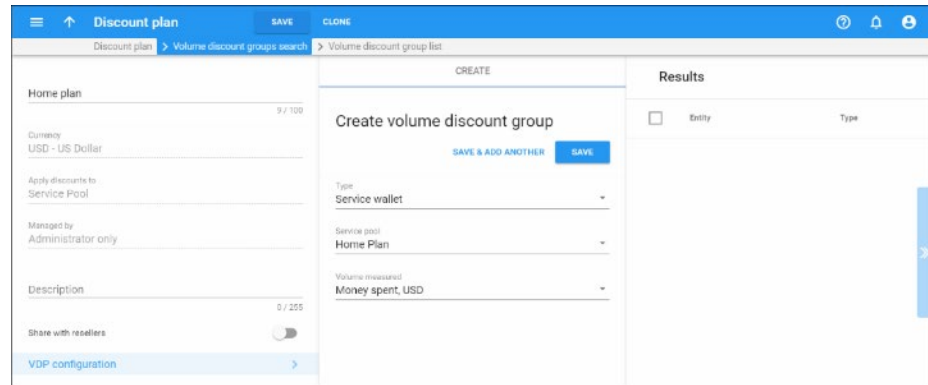 Discount plan SAVE CLONE
Discount plan > Volume discount groups search > Volume discount group list
Home plan
9 / 100
Currency
USD - US Dollar
Apply discounts to
Service Pool
Managed by
Administrator only
Description
0 / 255
Share with resellers
VDP configuration
CREATE
Create volume discount group
SAVE & ADD ANOTHER SAVE
Type
Service wallet
Service pool
Home Plan
Volume measured
Money spent, USD
Results
Entity Type